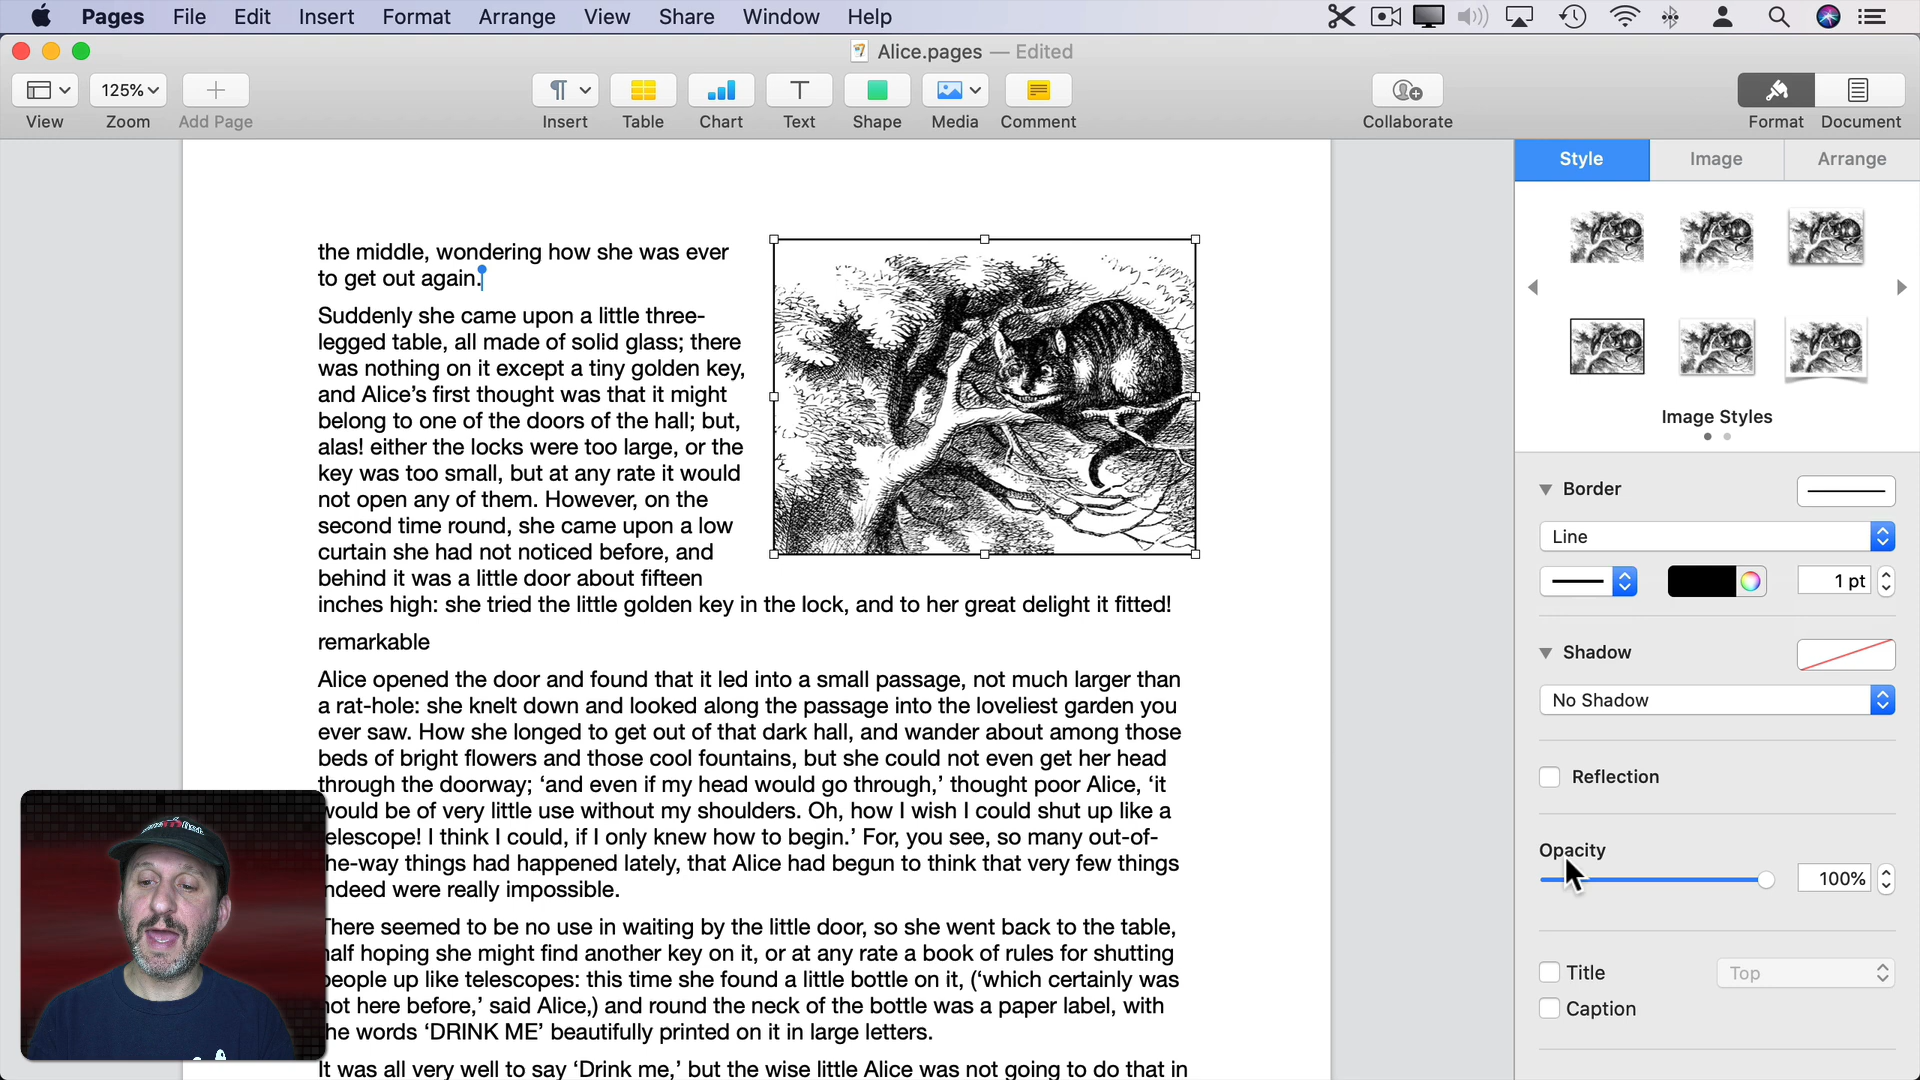 Pages File Edit Insert Format Arrange View Share Window Help
Alice.pages — Edited
125%
View Zoom Add Page Insert Table Chart Text Shape Media Comment Collaborate Format Document
Style Image Arrange
the middle, wondering how she was ever
to get out again.
Suddenly she came upon a little three-
legged table, all made of solid glass; there
was nothing on it except a tiny golden key,
and Alice’s first thought was that it might
belong to one of the doors of the hall; but,
alas! either the locks were too large, or the
key was too small, but at any rate it would
not open any of them. However, on the
second time round, she came upon a low
curtain she had not noticed before, and
behind it was a little door about fifteen
inches high: she tried the little golden key in the lock, and to her great delight it fitted!
remarkable
Alice opened the door and found that it led into a small passage, not much larger than
a rat-hole: she knelt down and looked along the passage into the loveliest garden you
ever saw. How she longed to get out of that dark hall, and wander about among those
beds of bright flowers and those cool fountains, but she could not even get her head
through the doorway; ‘and even if my head would go through,’ thought poor Alice, ‘it
would be of very little use without my shoulders. Oh, how I wish I could shut up like a
elescope! I think I could, if I only knew how to begin.’ For, you see, so many out-of-
he-way things had happened lately, that Alice had begun to think that very few things
ndeed were really impossible.
There seemed to be no use in waiting by the little door, so she went back to the table,
half hoping she might find another key on it, or at any rate a book of rules for shutting
people up like telescopes: this time she found a little bottle on it, (‘which certainly was
not here before,’ said Alice,) and round the neck of the bottle was a paper label, with
he words ‘DRINK ME’ beautifully printed on it in large letters.
It was all very well to say ‘Drink me,’ but the wise little Alice was not going to do that in
Image Styles
Border
Line
1 pt
Shadow
No Shadow
Reflection
Opacity
100%
Title Top
Caption